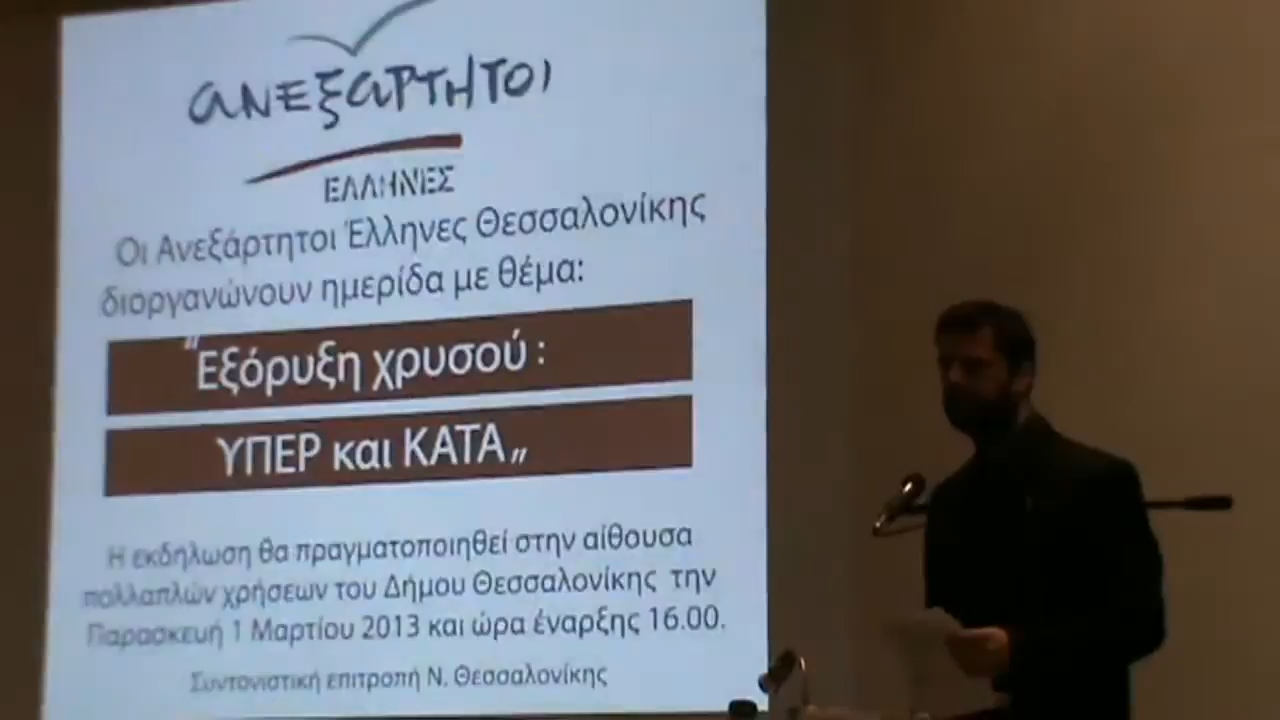 ανεξαρτητοι
ΕΛΛΗΝΕΣ
Οι Ανεξάρτητοι Έλληνες Θεσσαλονίκης
διοργανώνουν ημερίδα με θέμα:
"Εξόρυξη χρυσού :
ΥΠΕΡ και ΚΑΤΑ„
Η εκδήλωση θα πραγματοποιηθεί στην αίθουσα
πολλαπλών χρήσεων του Δήμου Θεσσαλονίκης την
Παρασκευή 1 Μαρτίου 2013 και ώρα έναρξης 16.00.
Συντονιστική επιτροπή Ν. Θεσσαλονίκης